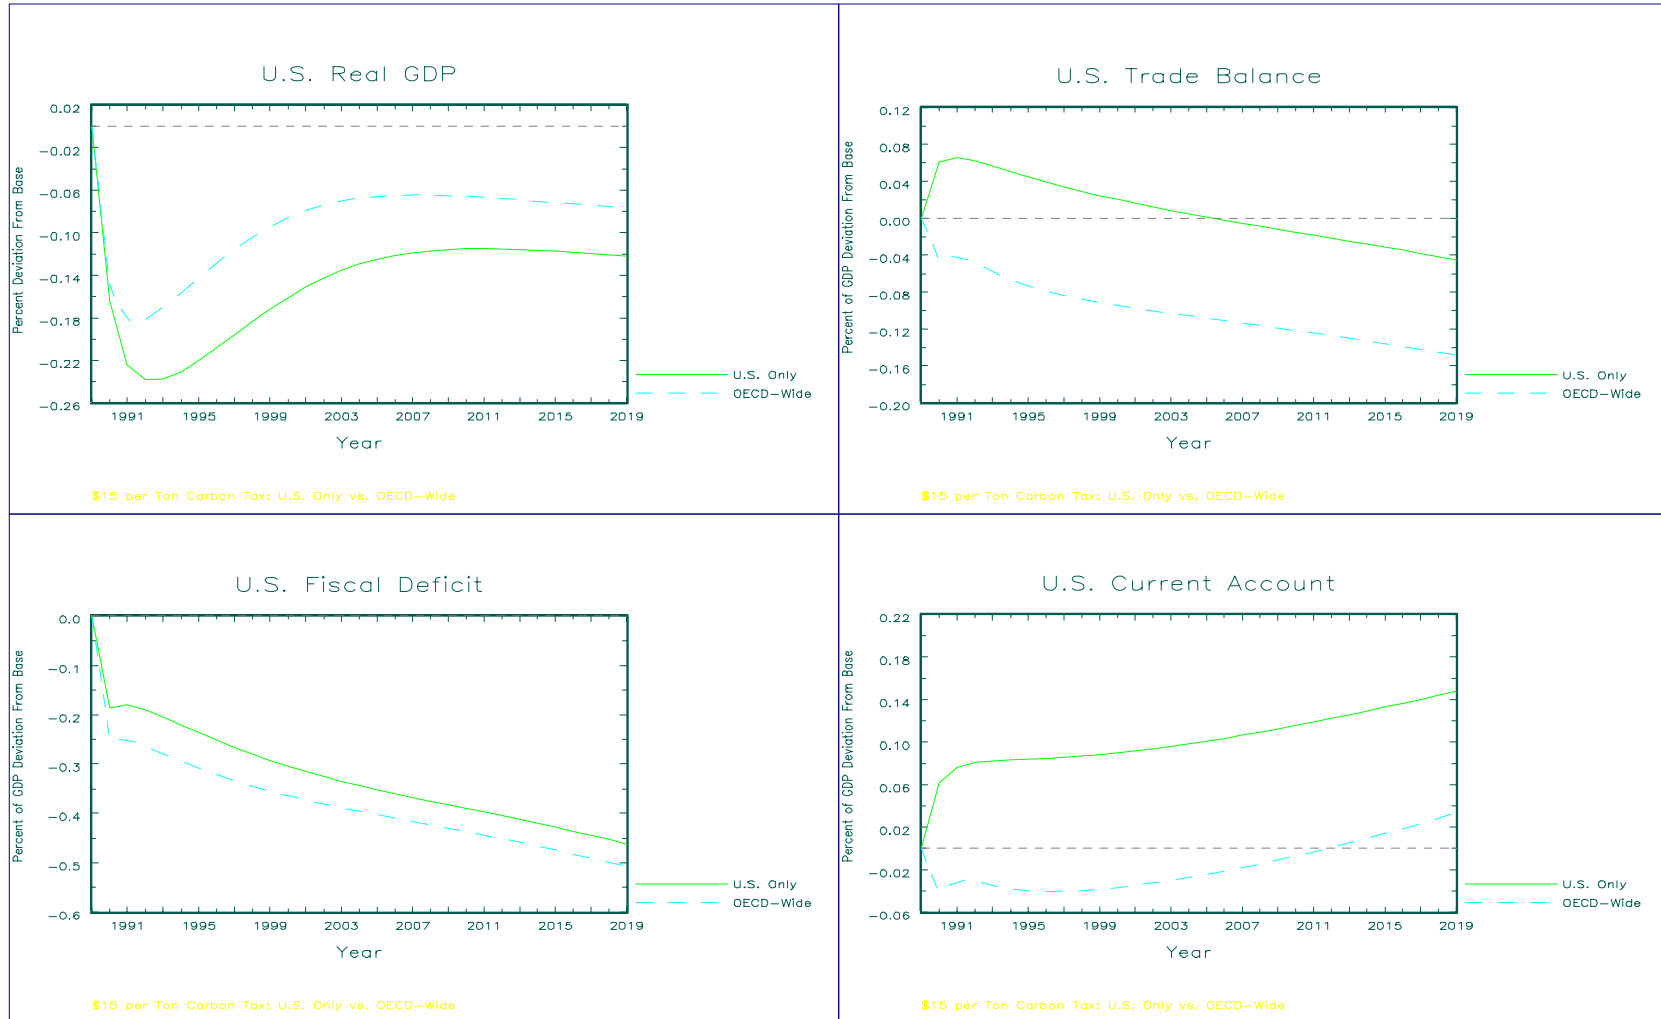 U.S. Real GDP
Percent Deviation From Base
0.02
−0.02
−0.06
−0.10
−0.14
−0.18
−0.22
−0.26
1991 1995 1999 2003 2007 2011 2015 2019
Year
U.S. Only
OECD−Wide
$15 per Ton Carbon Tax: U.S. Only vs. OECD−Wide
U.S. Trade Balance
Percent of GDP Deviation From Base
0.12
0.08
0.04
0.00
−0.04
−0.08
−0.12
−0.16
−0.20
1991 1995 1999 2003 2007 2011 2015 2019
Year
U.S. Only
OECD−Wide
$15 per Ton Carbon Tax: U.S. Only vs. OECD−Wide
U.S. Fiscal Deficit
Percent of GDP Deviation From Base
0.0
−0.1
−0.2
−0.3
−0.4
−0.5
−0.6
1991 1995 1999 2003 2007 2011 2015 2019
Year
U.S. Only
OECD−Wide
$15 per Ton Carbon Tax: U.S. Only vs. OECD−Wide
U.S. Current Account
Percent of GDP Deviation From Base
0.22
0.18
0.14
0.10
0.06
0.02
−0.02
−0.06
1991 1995 1999 2003 2007 2011 2015 2019
Year
U.S. Only
OECD−Wide
$15 per Ton Carbon Tax: U.S. Only vs. OECD−Wide